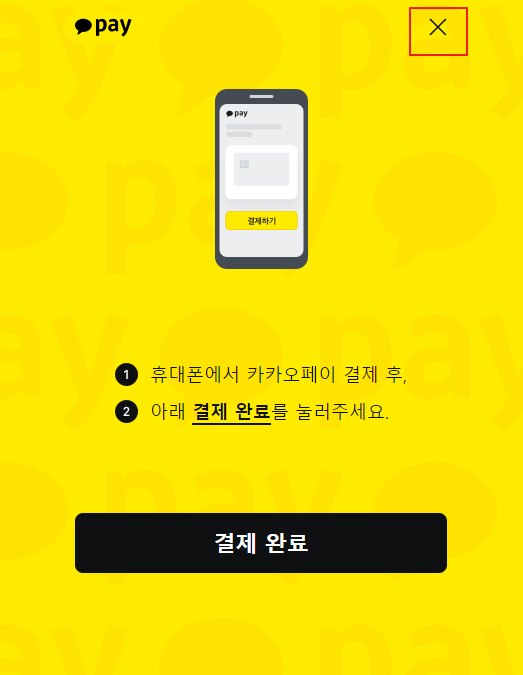 pay
pay
결제하기
1 휴대폰에서 카카오페이 결제 후,
2 아래 결제 완료를 눌러주세요.
결제 완료